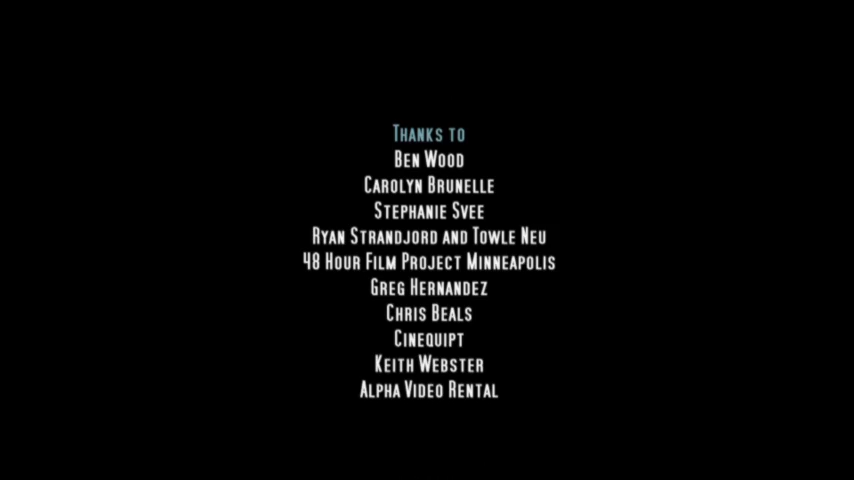 Thanks to
Ben Wood
Carolyn Brunelle
Stephanie Svee
Ryan Strandjord and Towle Neu
48 Hour Film Project Minneapolis
Greg Hernandez
Chris Beals
Cinequipt
Keith Webster
Alpha Video Rental